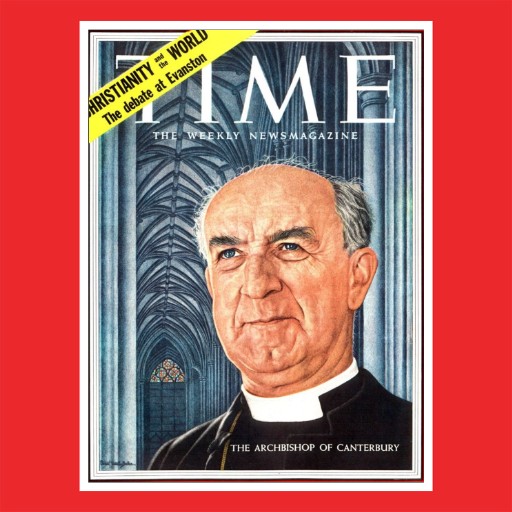 CHRISTIANITY and the WORLD
The debate at Evanston
TIME
THE WEEKLY NEWSMAGAZINE
THE ARCHBISHOP OF CANTERBURY